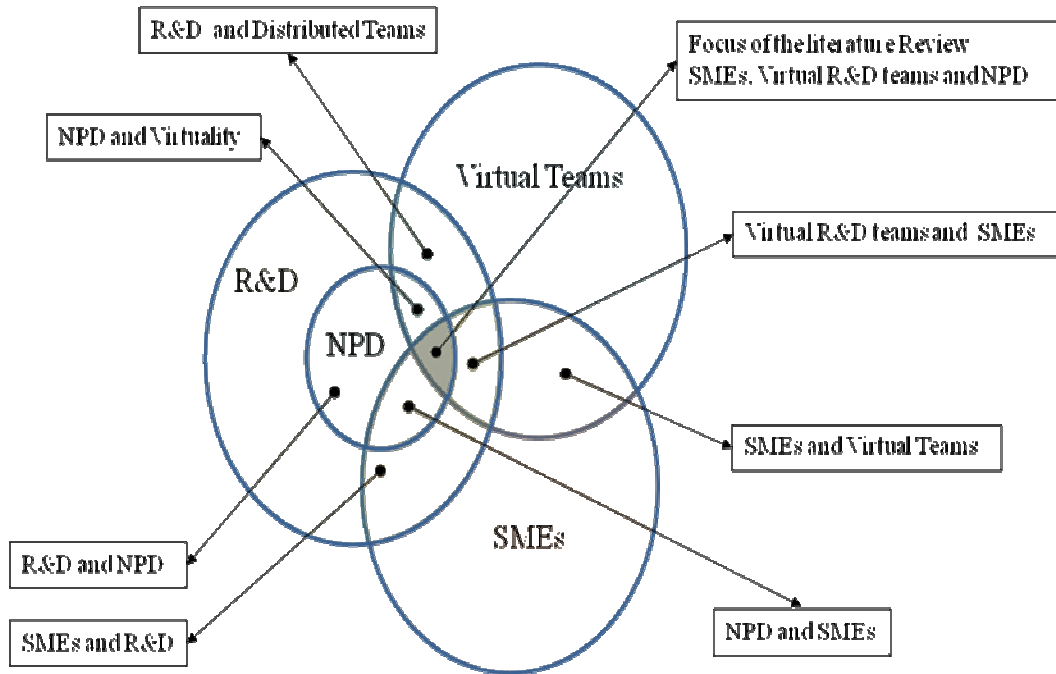 R&D and Distributed Teams
Focus of the literature Review
SMEs, Virtual R&D teams and NPD
NPD and Virtuality
Virtual Teams
Virtual R&D teams and SMEs
R&D
NPD
SMEs and Virtual Teams
SMEs
R&D and NPD
NPD and SMEs
SMEs and R&D